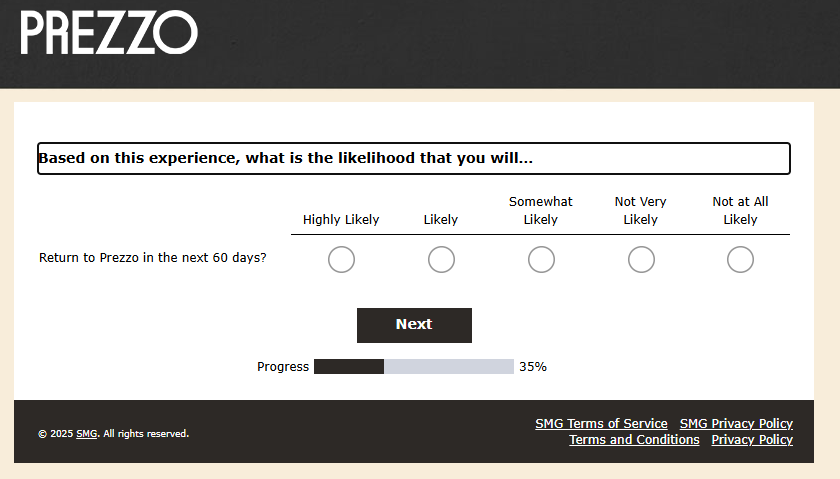 PREZZO
Based on this experience, what is the likelihood that you will...
Highly Likely
Likely
Somewhat
Likely
Not Very
Likely
Not at All
Likely
Return to Prezzo in the next 60 days?
Next
Progress 35%
© 2025 SMG. All rights reserved.
SMG Terms of Service SMG Privacy Policy
Terms and Conditions Privacy Policy